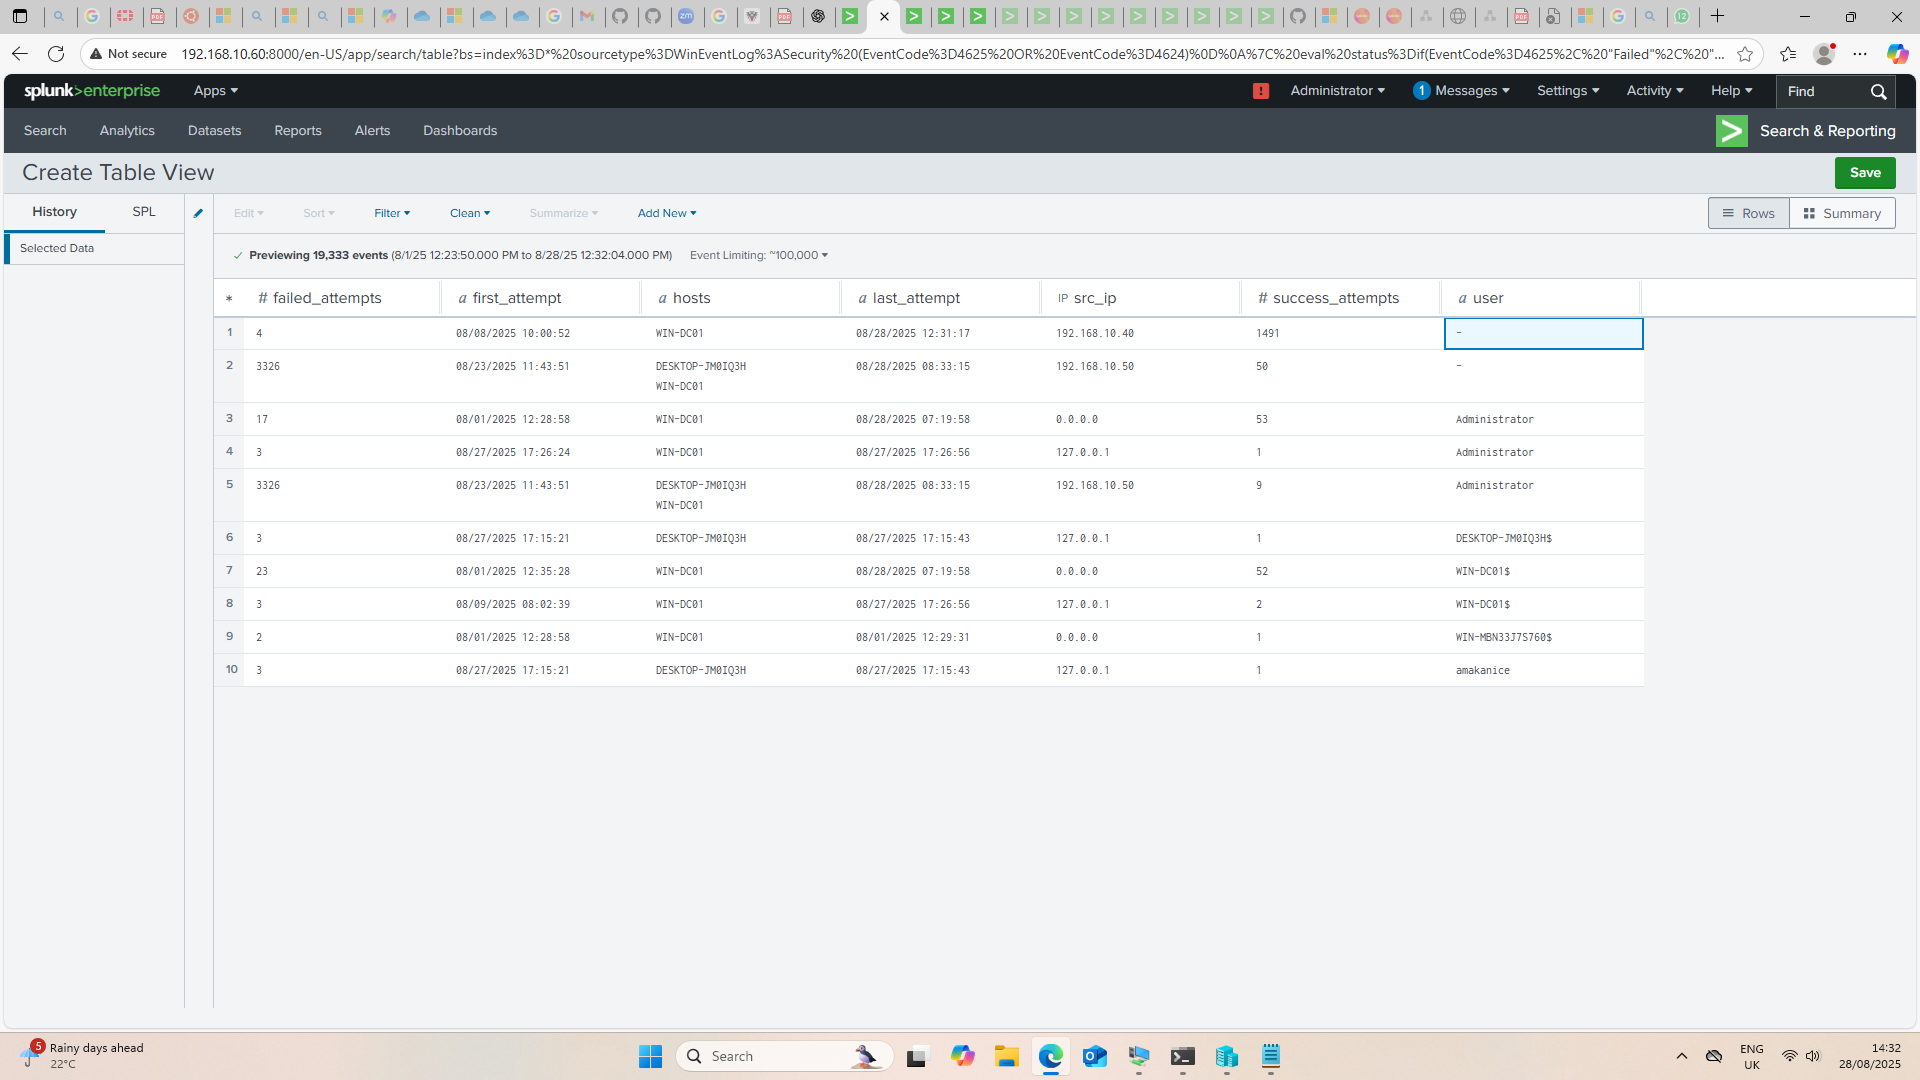 Not secure
192.168.10.60:8000/en-US/app/search/table?bs=index%3D*%20sourcetype%3DWinEventLog%3ASecurity%20(EventCode%3D4625%20OR%20EventCode%3D4624)%0D%0A%7C%20eval%20status%3Dif(EventCode%3D4625%2C%20"Failed"%2C%20"...
splunk>enterprise
Apps
Administrator
1
Messages
Settings
Activity
Help
Find
Search
Analytics
Datasets
Reports
Alerts
Dashboards
Search & Reporting
Create Table View
Save
History
SPL
Edit
Sort
Filter
Clean
Summarize
Add New
Rows
Summary
Selected Data
Previewing 19,333 events (8/1/25 12:23:50.000 PM to 8/28/25 12:32:04.000 PM)
Event Limiting: ~100,000
* # failed_attempts a first_attempt a hosts a last_attempt IP src_ip # success_attempts a user
1 4 08/08/2025 10:00:52 WIN-DC01 08/28/2025 12:31:17 192.168.10.40 1491 -
2 3326 08/23/2025 11:43:51 DESKTOP-JM0IQ3H 08/28/2025 08:33:15 192.168.10.50 50 -
WIN-DC01
3 17 08/01/2025 12:28:58 WIN-DC01 08/28/2025 07:19:58 0.0.0.0 53 Administrator
4 3 08/27/2025 17:26:24 WIN-DC01 08/27/2025 17:26:56 127.0.0.1 1 Administrator
5 3326 08/23/2025 11:43:51 DESKTOP-JM0IQ3H 08/28/2025 08:33:15 192.168.10.50 9 Administrator
WIN-DC01
6 3 08/27/2025 17:15:21 DESKTOP-JM0IQ3H 08/27/2025 17:15:43 127.0.0.1 1 DESKTOP-JM0IQ3H$
7 23 08/01/2025 12:35:28 WIN-DC01 08/28/2025 07:19:58 0.0.0.0 52 WIN-DC01$
8 3 08/09/2025 08:02:39 WIN-DC01 08/27/2025 17:26:56 127.0.0.1 2 WIN-DC01$
9 2 08/01/2025 12:28:58 WIN-DC01 08/01/2025 12:29:31 0.0.0.0 1 WIN-MBN33J7S760$
10 3 08/27/2025 17:15:21 DESKTOP-JM0IQ3H 08/27/2025 17:15:43 127.0.0.1 1 amakanice
5
Rainy days ahead
22°C
Search
ENG
UK
14:32
28/08/2025